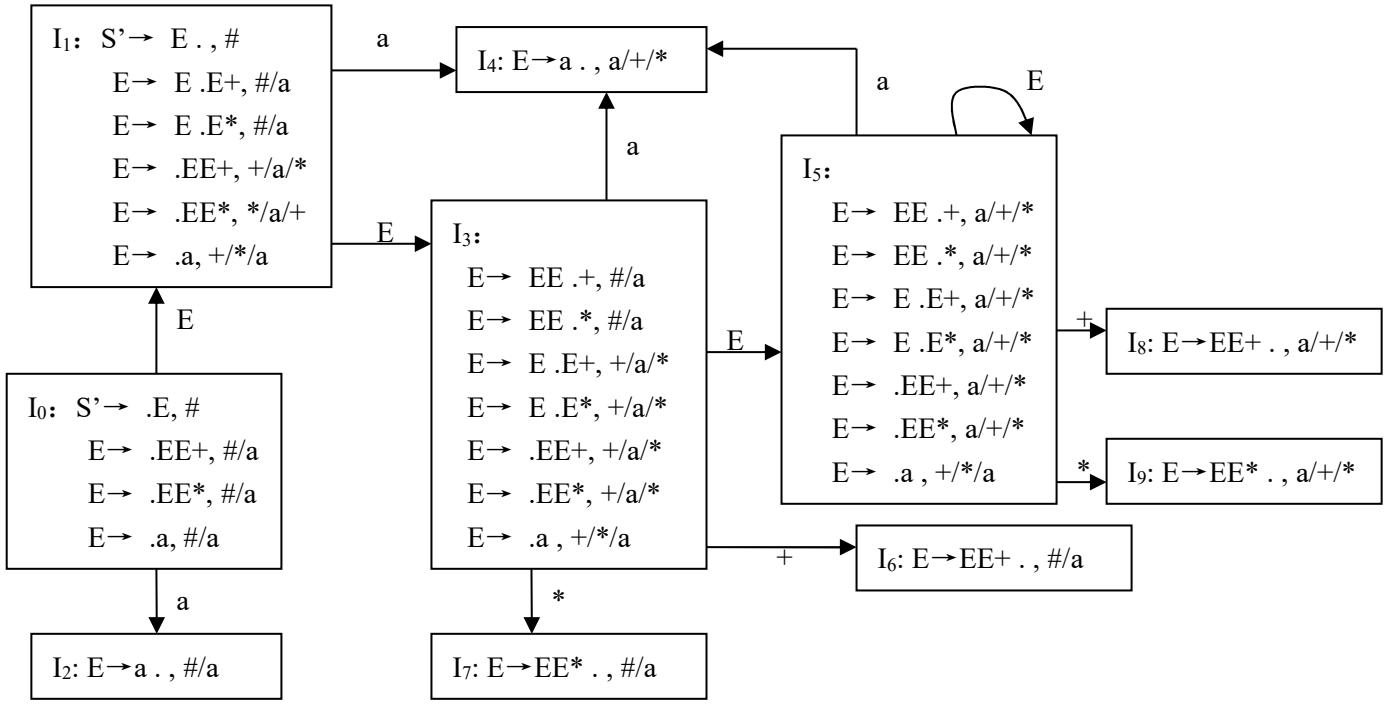 I₁： S’→ E . , #
E→ E .E+, #/a
E→ E .E*, #/a
E→ .EE+, +/a/*
E→ .EE*, */a/+
E→ .a, +/*/a
a
I₄: E→a . , a/+/*
a
E
a
E
I₃：
E→ EE .+, #/a
E→ EE .*, #/a
E→ E .E+, +/a/*
E→ E .E*, +/a/*
E→ .EE+, +/a/*
E→ .EE*, +/a/*
E→ .a , +/*/a
E
I₅：
E→ EE .+, a/+/*
E→ EE .*, a/+/*
E→ E .E+, a/+/*
E→ E .E*, a/+/*
E→ .EE+, a/+/*
E→ .EE*, a/+/*
E→ .a , +/*/a
+
I₈: E→EE+ . , a/+/*
*
I₉: E→EE* . , a/+/*
E
I₀： S’→ .E, #
E→ .EE+, #/a
E→ .EE*, #/a
E→ .a, #/a
+
I₆: E→EE+ . , #/a
a
*
I₂: E→a . , #/a
I₇: E→EE* . , #/a